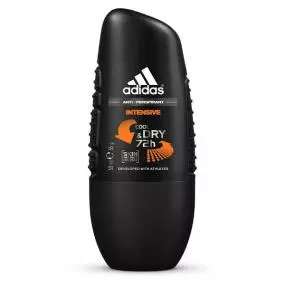 adidas
ANTI-PERSPIRANT
INTENSIVE
COOL
&DRY
72h
DEVELOPED WITH ATHLETES